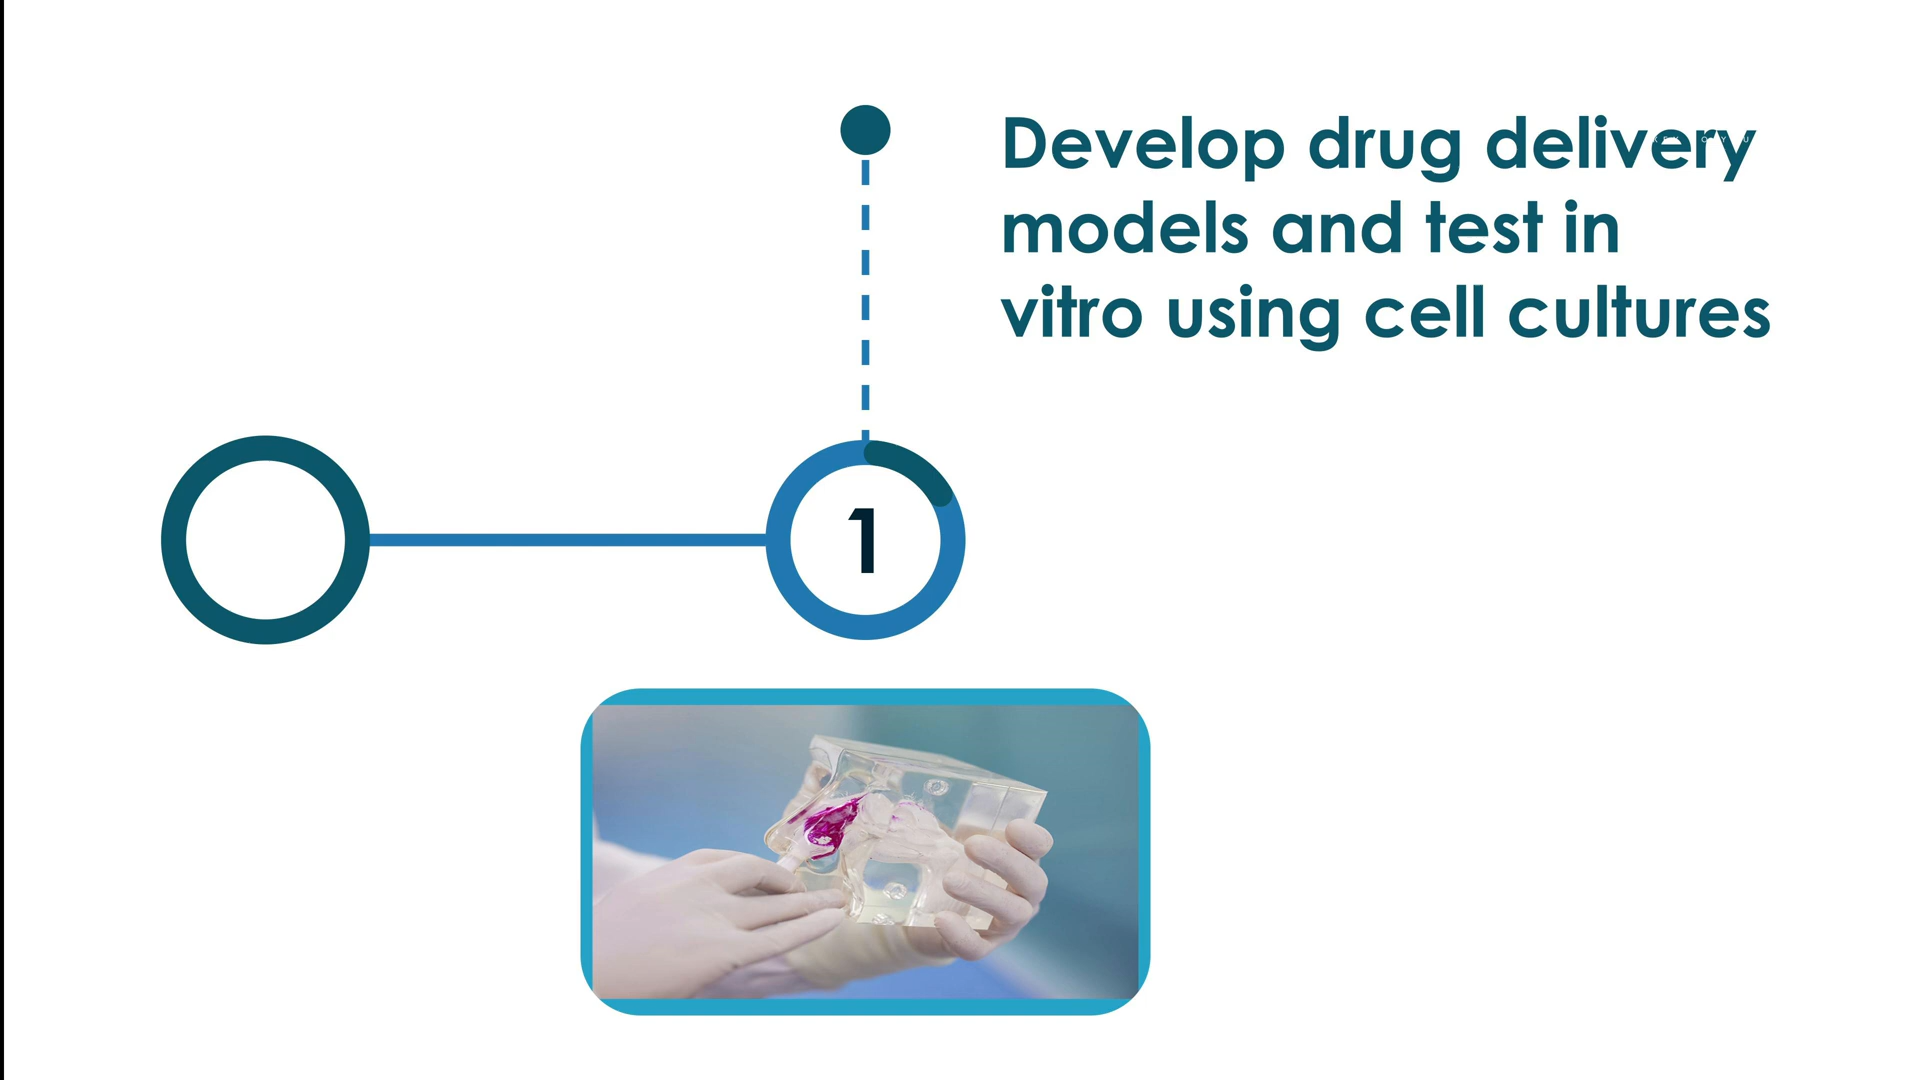 Develop drug delivery
models and test in
vitro using cell cultures
1